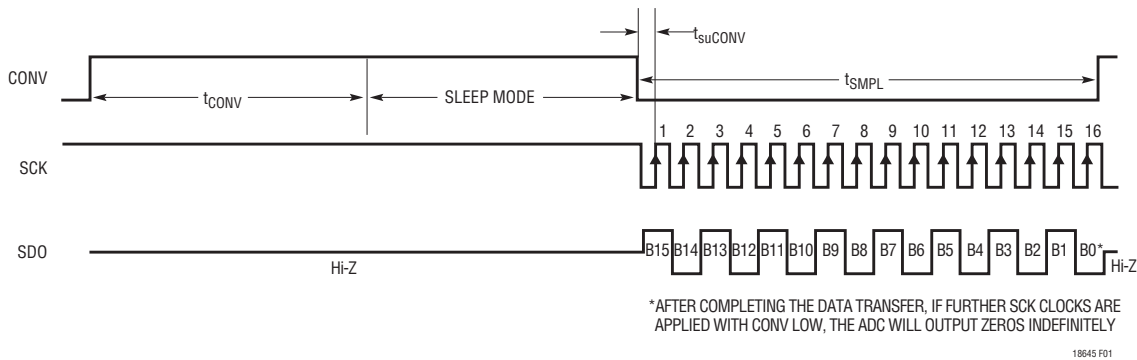 t_suCONV
CONV
t_CONV
SLEEP MODE
t_SMPL
1 2 3 4 5 6 7 8 9 10 11 12 13 14 15 16
SCK
SDO
Hi-Z
B15 B14 B13 B12 B11 B10 B9 B8 B7 B6 B5 B4 B3 B2 B1 B0*
Hi-Z
*AFTER COMPLETING THE DATA TRANSFER, IF FURTHER SCK CLOCKS ARE
APPLIED WITH CONV LOW, THE ADC WILL OUTPUT ZEROS INDEFINITELY
18645 F01